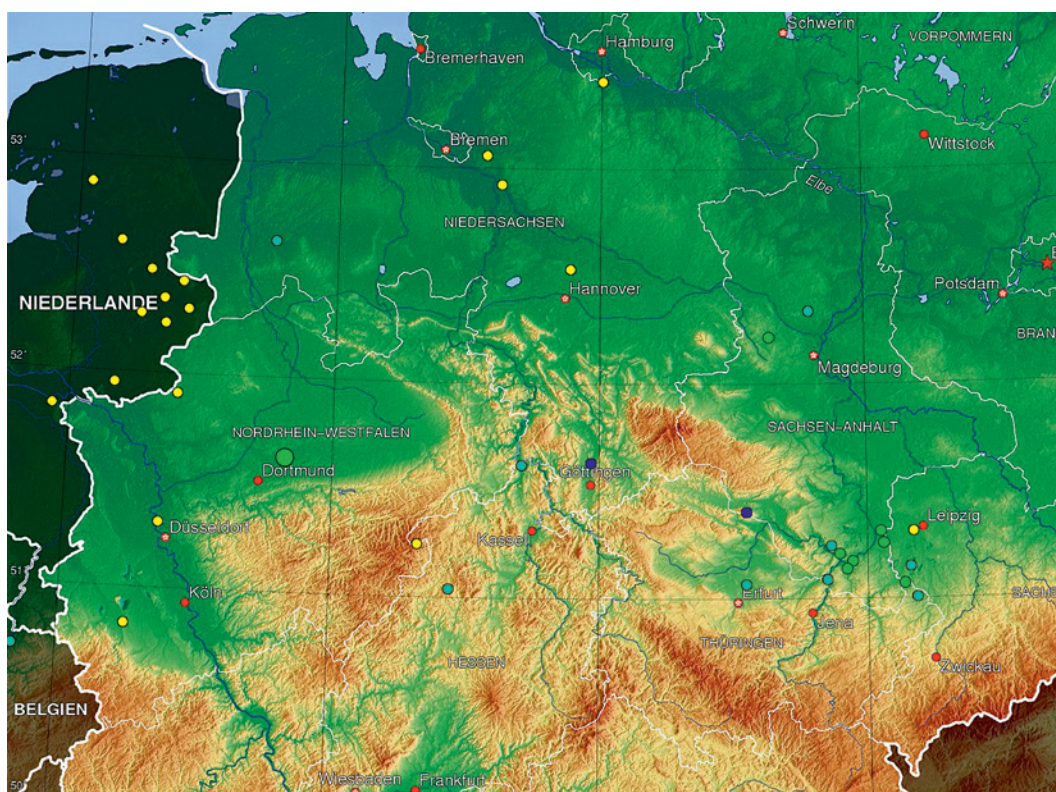 Schwerin
VORPOMMERN
Hamburg
Bremerhaven
53°
Bremen
Wittstock
Elbe
NIEDERSACHSEN
B
NIEDERLANDE
Hannover
Potsdam
BRAN
52°
Magdeburg
NORDRHEIN-WESTFALEN
SACHSEN-ANHALT
Dortmund
Göttingen
Düsseldorf
Kassel
Leipzig
51°
Köln
Erfurt
SACHS
Jena
THÜRINGEN
HESSEN
Zwickau
BELGIEN
50°
Wiesbaden
Frankfurt